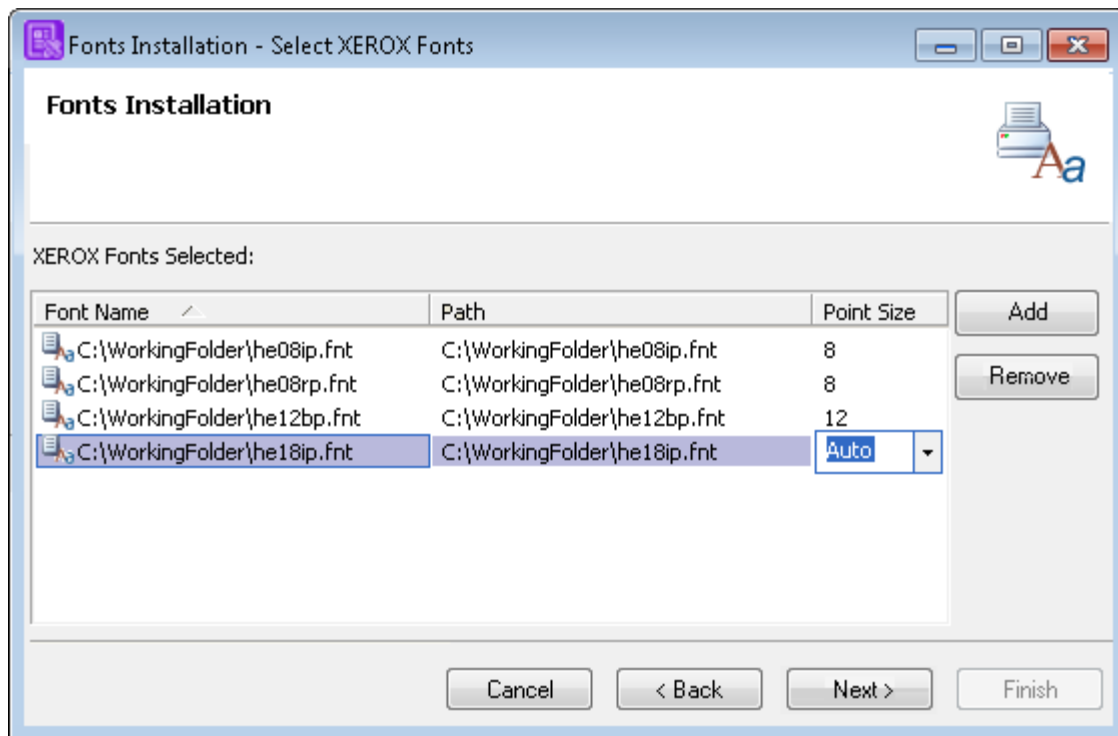 Fonts Installation - Select XEROX Fonts
Fonts Installation
Aa
XEROX Fonts Selected:
Font Name Path Point Size
C:\WorkingFolder\he08ip.fnt C:\WorkingFolder\he08ip.fnt 8
C:\WorkingFolder\he08rp.fnt C:\WorkingFolder\he08rp.fnt 8
C:\WorkingFolder\he12bp.fnt C:\WorkingFolder\he12bp.fnt 12
C:\WorkingFolder\he18ip.fnt C:\WorkingFolder\he18ip.fnt Auto
Add
Remove
Cancel < Back Next > Finish